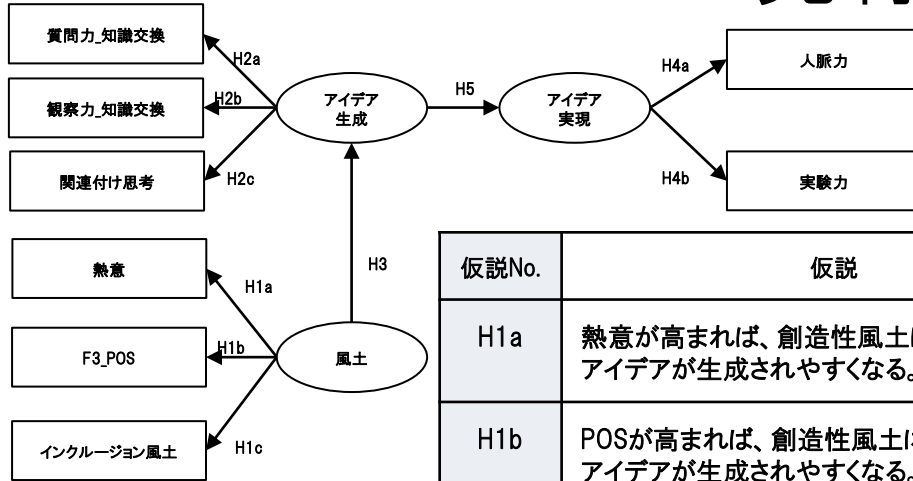 質問力_知識交換
観察力_知識交換
関連付け思考
H2a
H2b
H2c
アイデア
生成
H5
アイデア
実現
H4a
H4b
人脈力
実験力
H3
熱意
F3_POS
インクルージョン風土
H1a
H1b
H1c
風土
仮説No.
仮説
H1a
熱意が高まれば、創造性風土
アイデアが生成されやすくなる。
H1b
POSが高まれば、創造性風土
アイデアが生成されやすくなる。